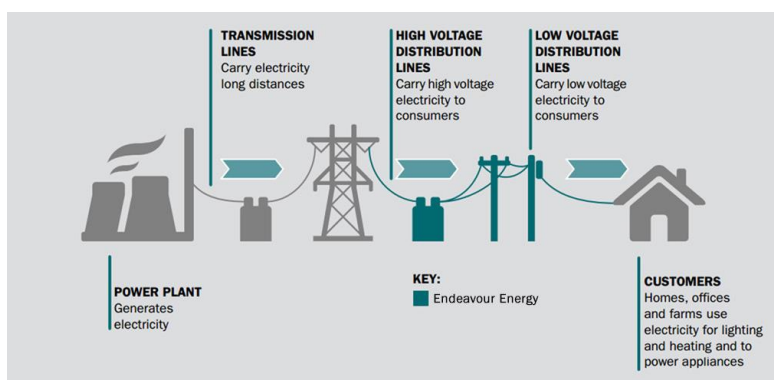 TRANSMISSION
LINES
Carry electricity
long distances
HIGH VOLTAGE
DISTRIBUTION
LINES
Carry high voltage
electricity to
consumers
LOW VOLTAGE
DISTRIBUTION
LINES
Carry low voltage
electricity to
consumers
POWER PLANT
Generates
electricity
KEY:
Endeavour Energy
CUSTOMERS
Homes, offices
and farms use
electricity for lighting
and heating and to
power appliances